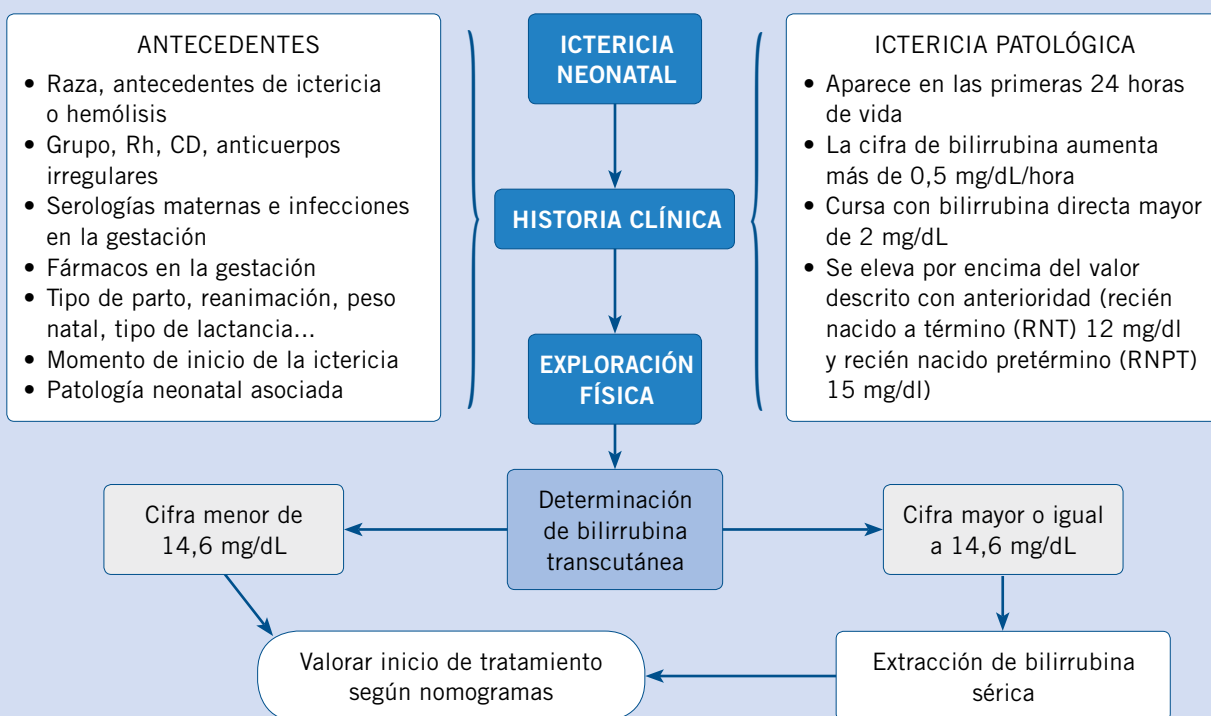 ANTECEDENTES
• Raza, antecedentes de ictericia
o hemólisis
• Grupo, Rh, CD, anticuerpos
irregulares
• Serologías maternas e infecciones
en la gestación
• Fármacos en la gestación
• Tipo de parto, reanimación, peso
natal, tipo de lactancia...
• Momento de inicio de la ictericia
• Patología neonatal asociada
ICTERICIA
NEONATAL
HISTORIA CLÍNICA
EXPLORACIÓN
FÍSICA
ICTERICIA PATOLÓGICA
• Aparece en las primeras 24 horas
de vida
• La cifra de bilirrubina aumenta
más de 0,5 mg/dL/hora
• Cursa con bilirrubina directa mayor
de 2 mg/dL
• Se eleva por encima del valor
descrito con anterioridad (recién
nacido a término (RNT) 12 mg/dl
y recién nacido pretérmino (RNPT)
15 mg/dl)
Cifra menor de
14,6 mg/dL
Determinación
de bilirrubina
transcutánea
Cifra mayor o igual
a 14,6 mg/dL
Valorar inicio de tratamiento
según nomogramas
Extracción de bilirrubina
sérica